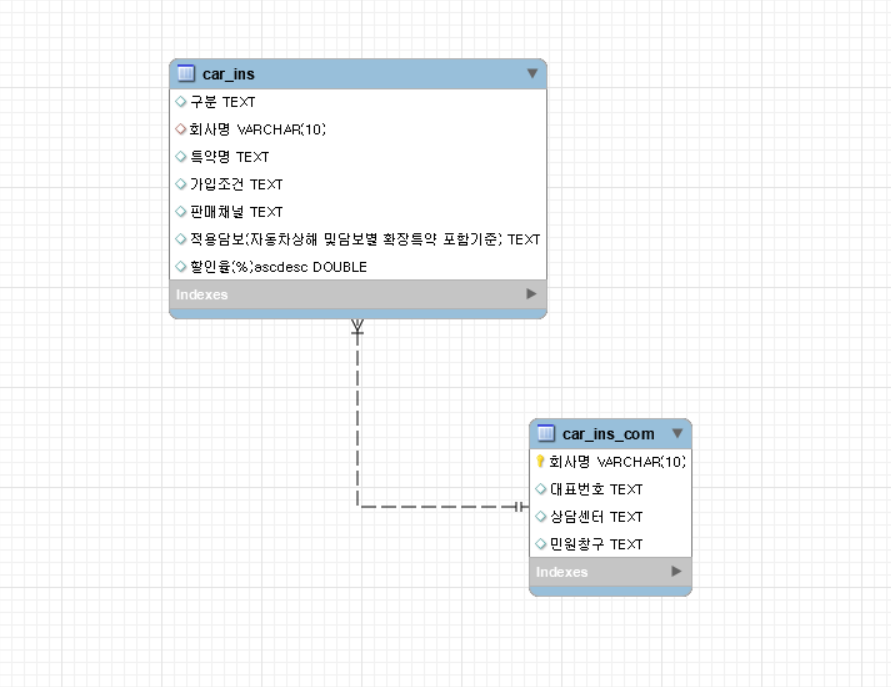 car_ins
구분 TEXT
회사명 VARCHAR(10)
특약명 TEXT
가입조건 TEXT
판매채널 TEXT
적용담보(자동차상해 및담보별 확장특약 포함기준) TEXT
할인율(%)ascdesc DOUBLE
Indexes
car_ins_com
회사명 VARCHAR(10)
대표번호 TEXT
상담센터 TEXT
민원창구 TEXT
Indexes